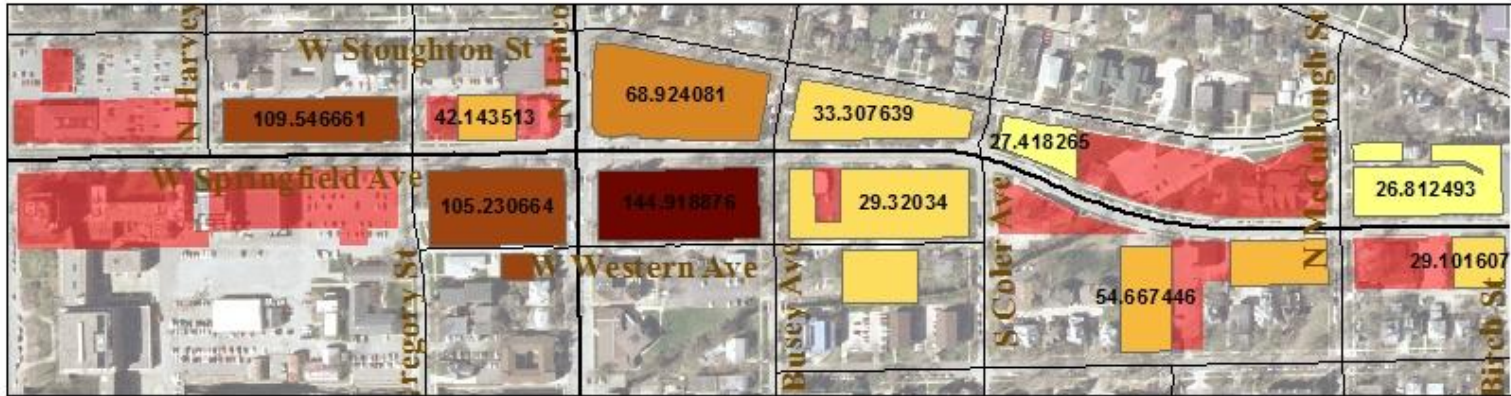 N Harvey
W Stoughton St
N Linco
N McCullough St
109.546661
42.143513
68.924081
33.307639
27.418265
W Springfield Ave
105.230664
144.918876
29.32034
26.812493
Gregory St
W Western Ave
Busey Ave
S Coler Ave
54.667446
29.101607
Birch St